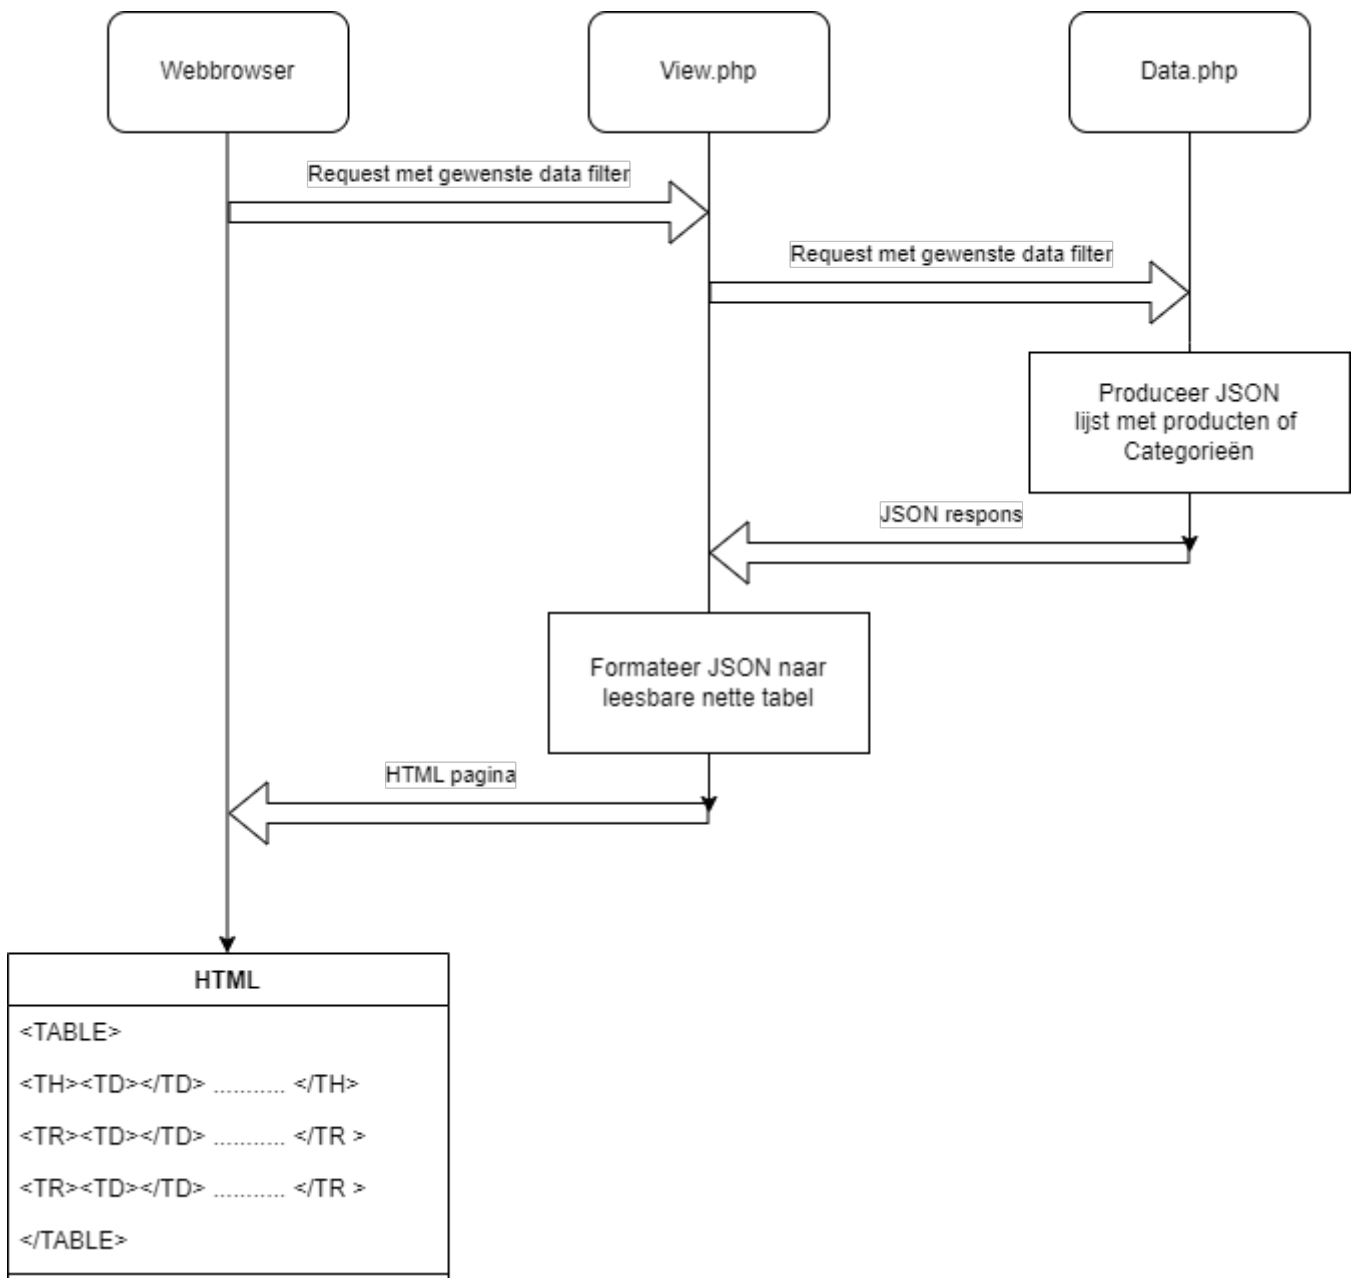 Webbrowser
View.php
Data.php
Request met gewenste data filter
Request met gewenste data filter
Produceer JSON
lijst met producten of
Categorieën
JSON respons
Formateer JSON naar
leesbare nette tabel
HTML pagina
HTML
<TABLE>
<TH><TD></TD> ........... </TH>
<TR><TD></TD> ........... </TR >
<TR><TD></TD> ........... </TR >
</TABLE>